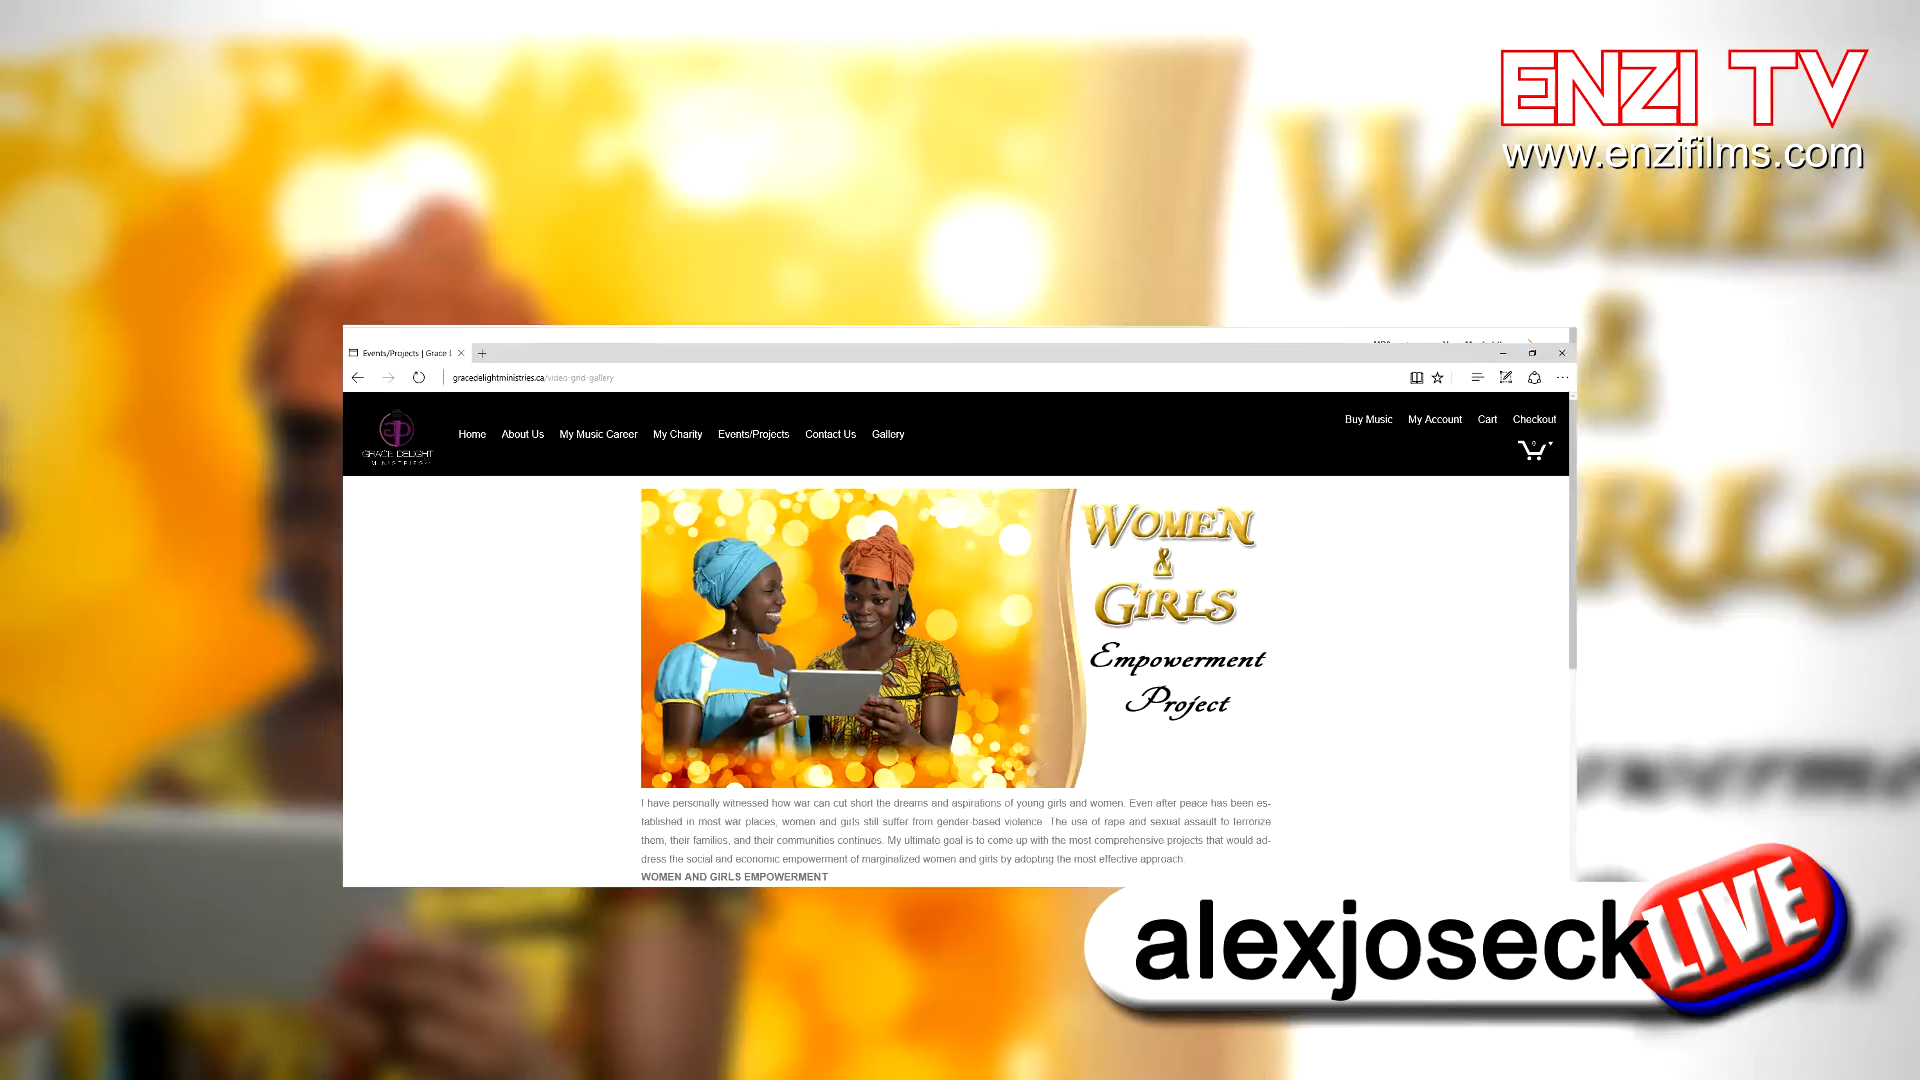 ENZI TV
www.enzifilms.com
Events/Projects | Grace
gracedelightministries.ca/video-grid-gallery
Buy Music My Account Cart Checkout
Home About Us My Music Career My Charity Events/Projects Contact Us Gallery
0
GRACE DELIGHT
MINISTRIES
WOMEN
&
GIRLS
Empowerment
Project
I have personally witnessed how war can cut short the dreams and aspirations of young girls and women. Even after peace has been es-
tablished in most war places, women and girls still suffer from gender-based violence. The use of rape and sexual assault to terrorize
them, their families, and their communities continues. My ultimate goal is to come up with the most comprehensive projects that would ad-
dress the social and economic empowerment of marginalized women and girls by adopting the most effective approach.
WOMEN AND GIRLS EMPOWERMENT
alexjoseck
LIVE
WOMEN
&